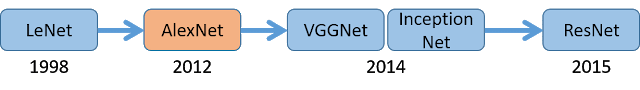 LeNet
AlexNet
VGGNet
Inception
Net
ResNet
1998
2012
2014
2015